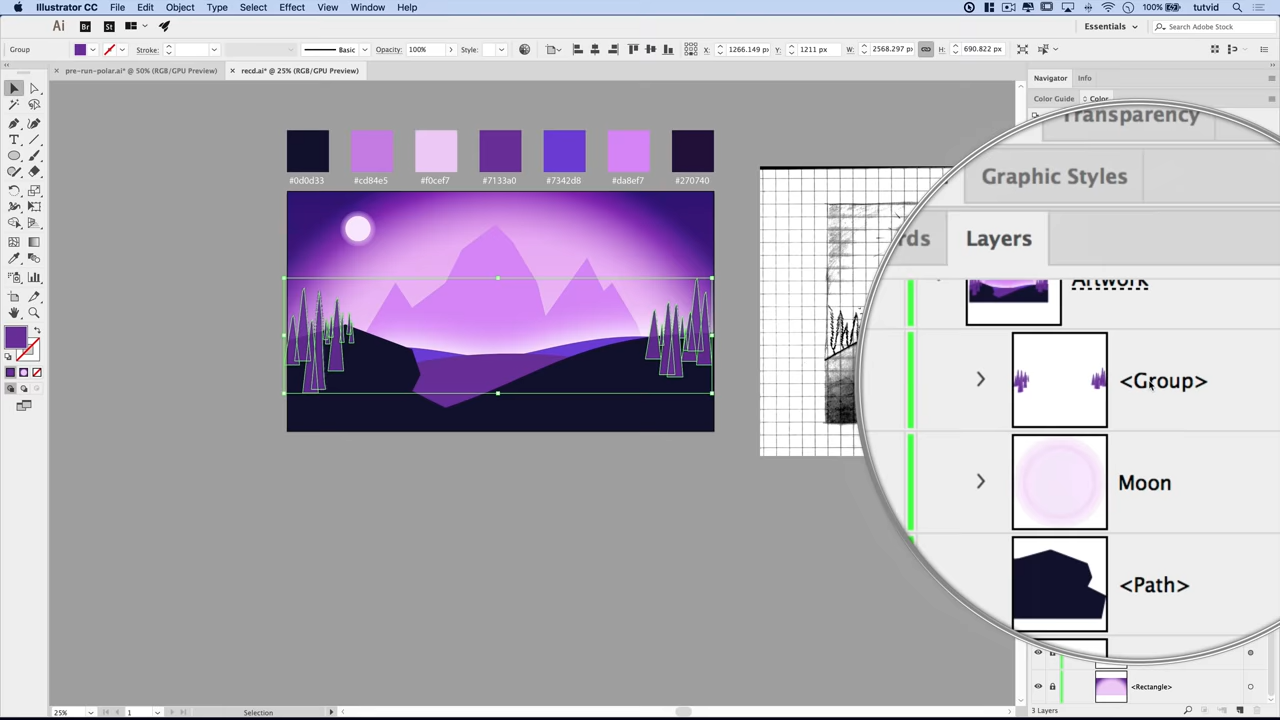 Illustrator CC File Edit Object Type Select Effect View Window Help 100% tutvid
Ai Br St Essentials Search Adobe Stock
Group Stroke: Basic Opacity: 100% Style: X: 1266.149 px Y: 1211 px W: 2568.297 px H: 690.822 px
pre-run-polar.ai* @ 50% (RGB/GPU Preview) recd.ai* @ 25% (RGB/GPU Preview) Navigator Info
Color Guide Color
Transparency
#0d0d33 #cd84e5 #f0cef7 #7133a0 #7342d8 #da8ef7 #270740
Graphic Styles
rds Layers
Artwork
<Group>
Moon
<Path>
<Rectangle>
25% 1 Selection 3 Layers